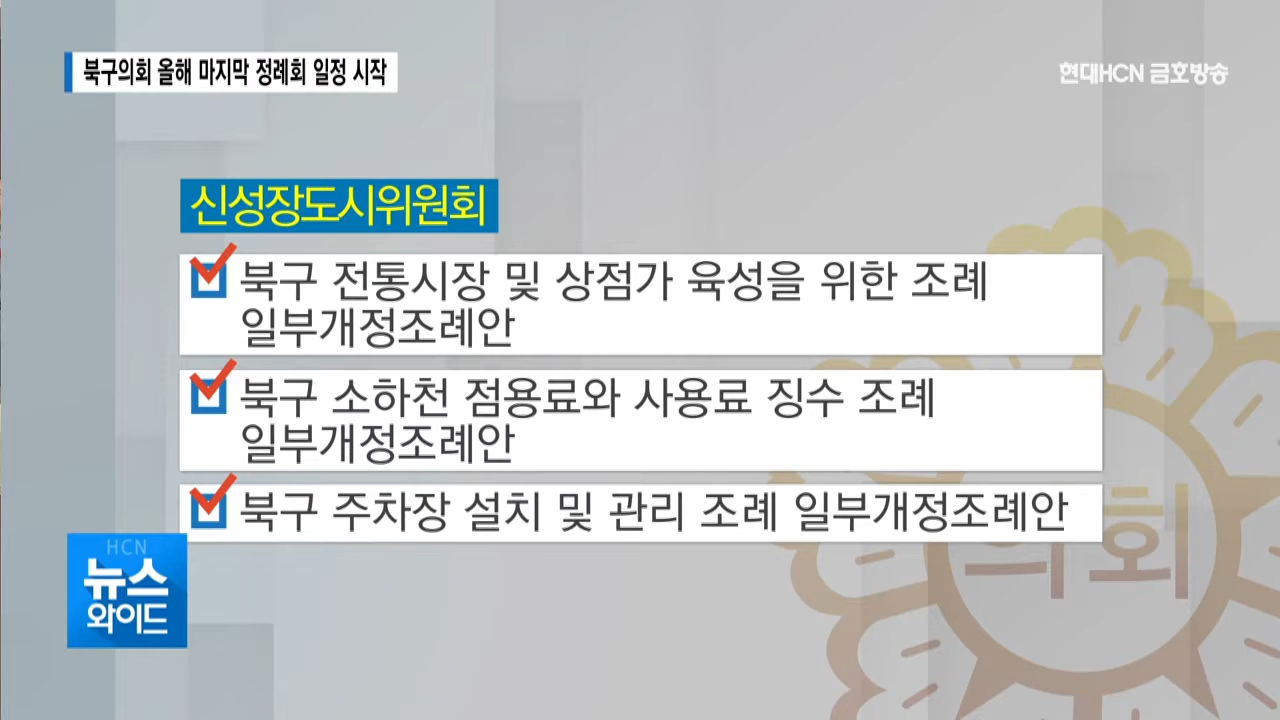 북구의회 올해 마지막 정례회 일정 시작
현대HCN 금호방송
신성장도시위원회
북구 전통시장 및 상점가 육성을 위한 조례
일부개정조례안
북구 소하천 점용료와 사용료 징수 조례
일부개정조례안
북구 주차장 설치 및 관리 조례 일부개정조례안
의회
HCN
뉴스
와이드